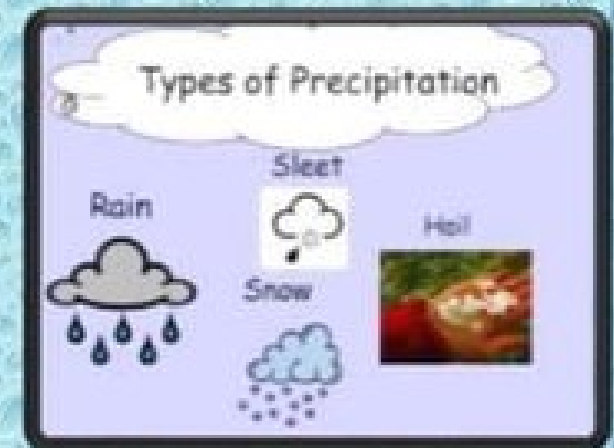 Types of Precipitation
Sleet
Rain
Hail
Snow